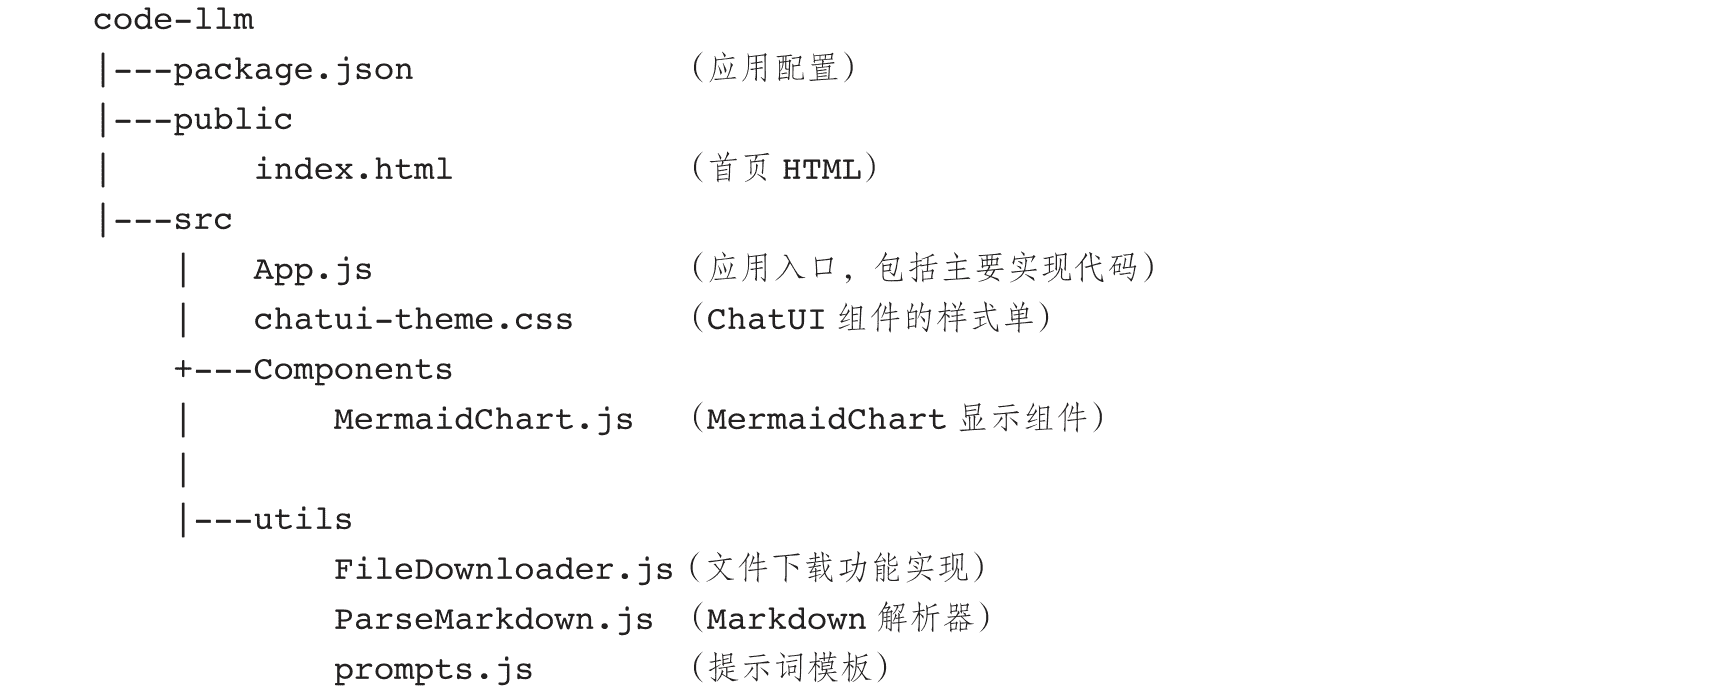 code-llm
|---package.json （应用配置）
|---public
|       index.html （首页 HTML）
|---src
    |   App.js （应用入口，包括主要实现代码）
    |   chatui-theme.css （ChatUI 组件的样式单）
    +---Components
    |       MermaidChart.js （MermaidChart 显示组件）
    |
    |---utils
            FileDownloader.js（文件下载功能实现）
            ParseMarkdown.js （Markdown 解析器）
            prompts.js （提示词模板）